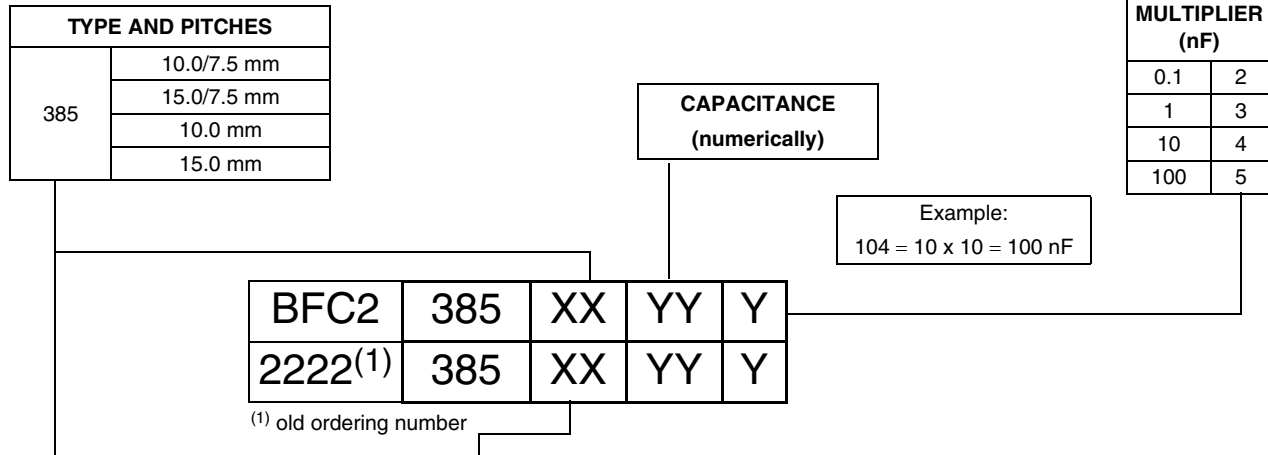 TYPE AND PITCHES
385
10.0/7.5 mm
15.0/7.5 mm
10.0 mm
15.0 mm
CAPACITANCE
(numerically)
MULTIPLIER
(nF)
0.1 2
1 3
10 4
100 5
Example:
104 = 10 x 10 = 100 nF
BFC2 385 XX YY Y
2222(1) 385 XX YY Y
(1) old ordering number